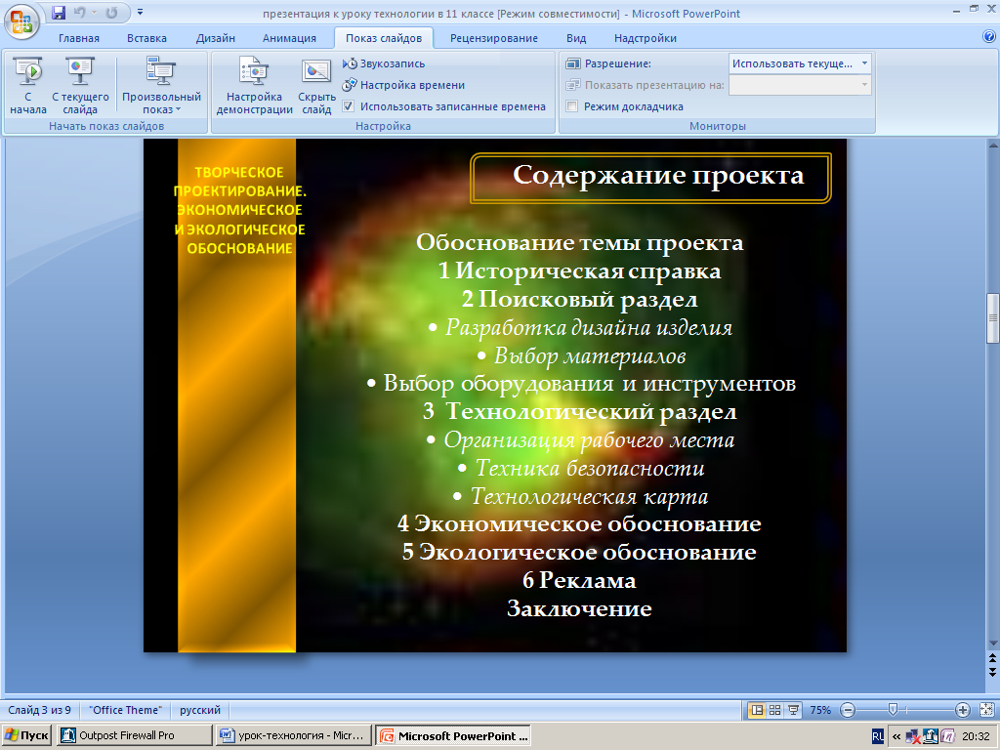 презентация к уроку технологии в 11 классе [Режим совместимости] - Microsoft PowerPoint
Главная Вставка Дизайн Анимация Показ слайдов Рецензирование Вид Надстройки
С начала
С текущего слайда
Произвольный показ
Начать показ слайдов
Настройка демонстрации
Скрыть слайд
Звукозапись
Настройка времени
Использовать записанные времена
Настройка
Разрешение: Использовать текуще...
Показать презентацию на:
Режим докладчика
Мониторы
ТВОРЧЕСКОЕ
ПРОЕКТИРОВАНИЕ.
ЭКОНОМИЧЕСКОЕ
И ЭКОЛОГИЧЕСКОЕ
ОБОСНОВАНИЕ
Содержание проекта
Обоснование темы проекта
1 Историческая справка
2 Поисковый раздел
• Разработка дизайна изделия
• Выбор материалов
• Выбор оборудования и инструментов
3 Технологический раздел
• Организация рабочего места
• Техника безопасности
• Технологическая карта
4 Экономическое обоснование
5 Экологическое обоснование
6 Реклама
Заключение
Слайд 3 из 9 "Office Theme" русский 75%
Пуск Outpost Firewall Pro урок-технология - Micr... Microsoft PowerPoint ... RL « 20:32